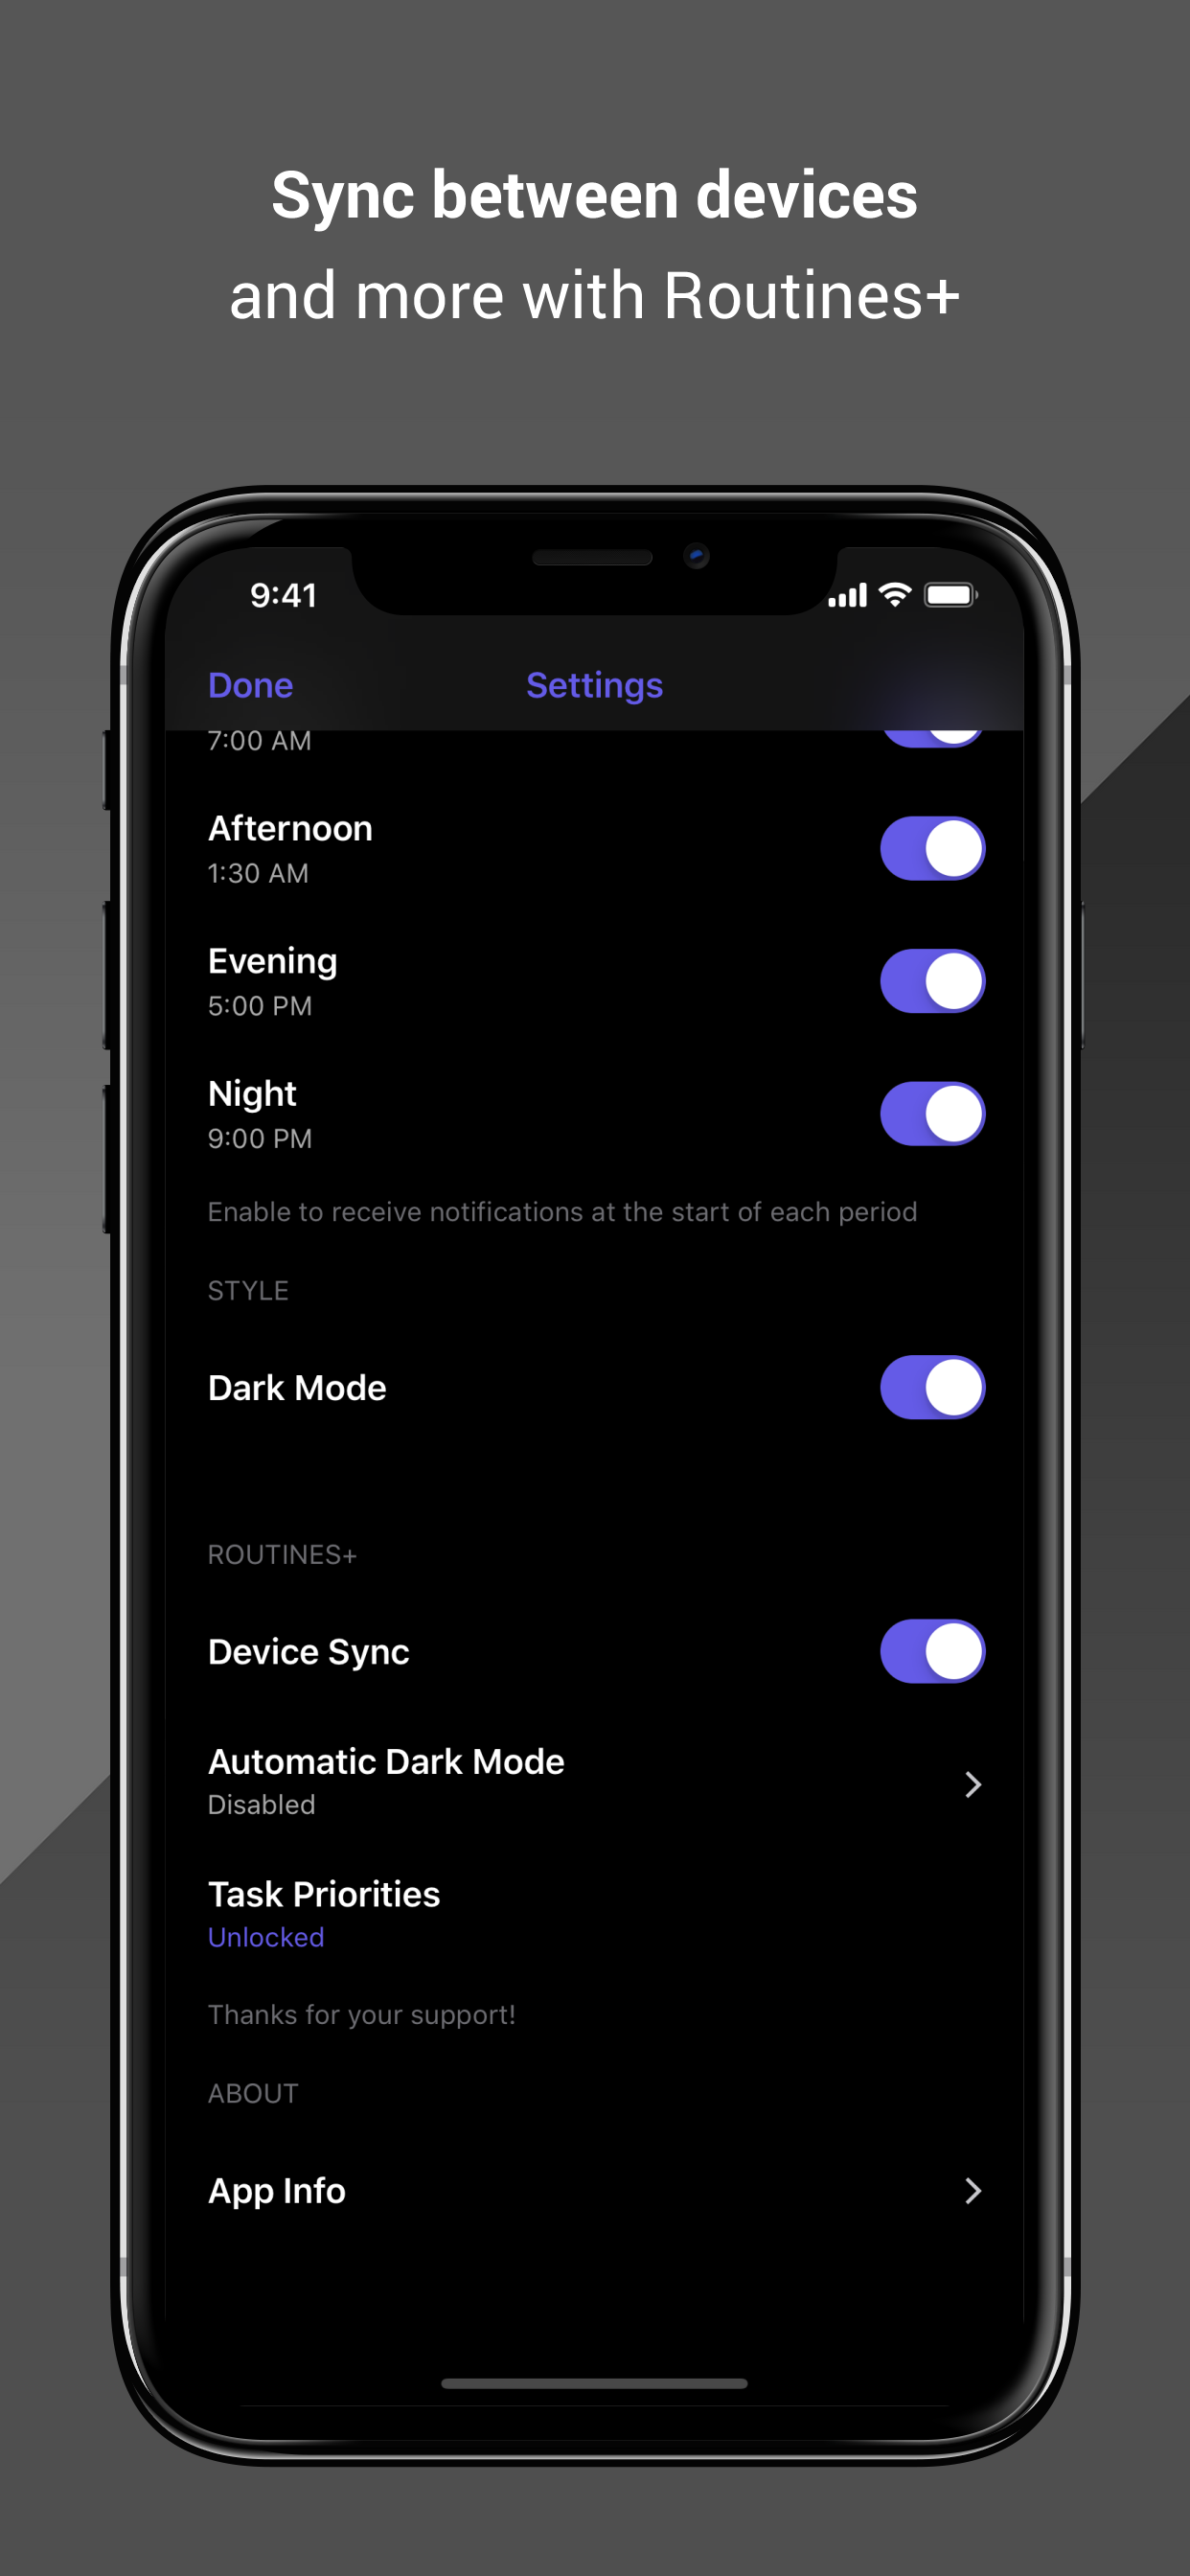 Sync between devices
and more with Routines+
9:41
Done
Settings
7:00 AM
Afternoon
1:30 AM
Evening
5:00 PM
Night
9:00 PM
Enable to receive notifications at the start of each period
STYLE
Dark Mode
ROUTINES+
Device Sync
Automatic Dark Mode
Disabled
Task Priorities
Unlocked
Thanks for your support!
ABOUT
App Info